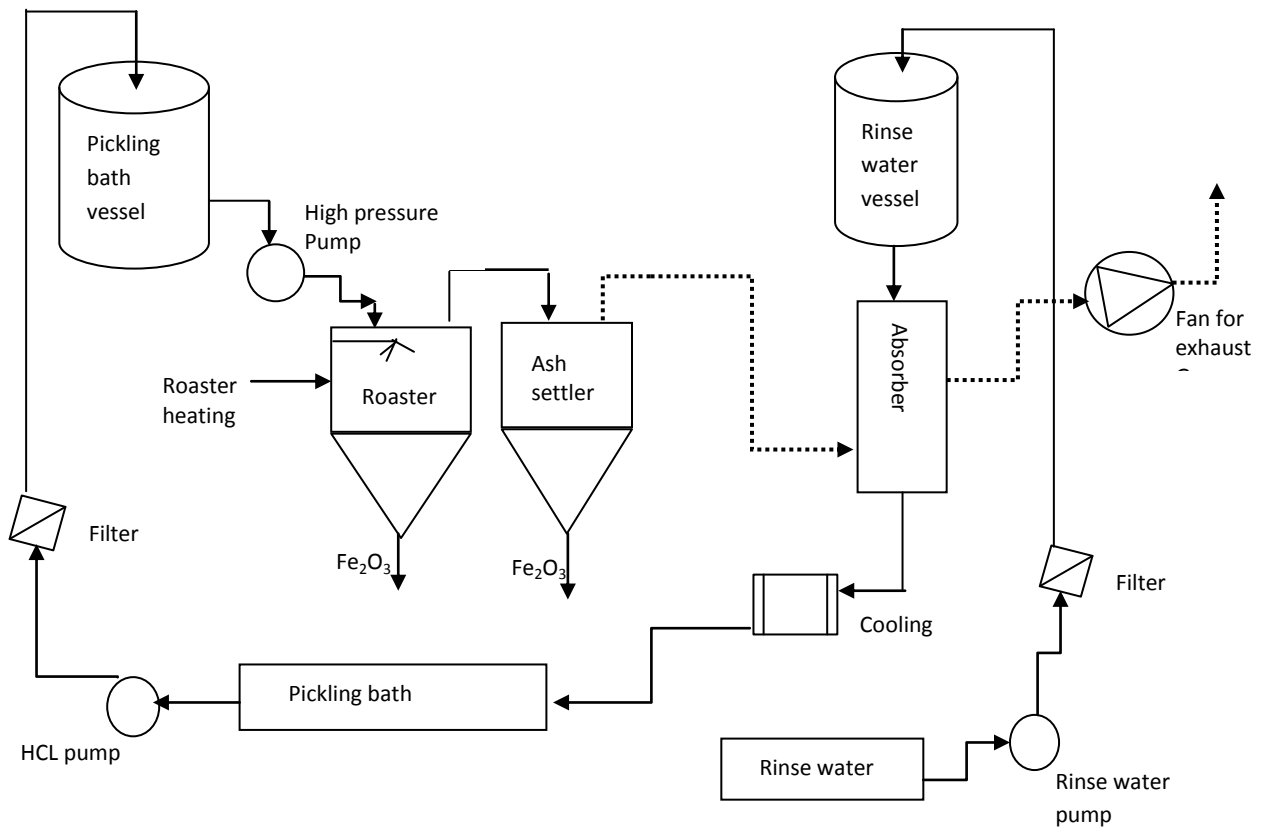 Pickling
bath
vessel
High pressure
Pump
Rinse
water
vessel
Absorber
Fan for
exhaust
Roaster
heating
Roaster
Ash
settler
Filter
Fe₂O₃
Fe₂O₃
Filter
Cooling
Pickling bath
HCL pump
Rinse water
Rinse water
pump